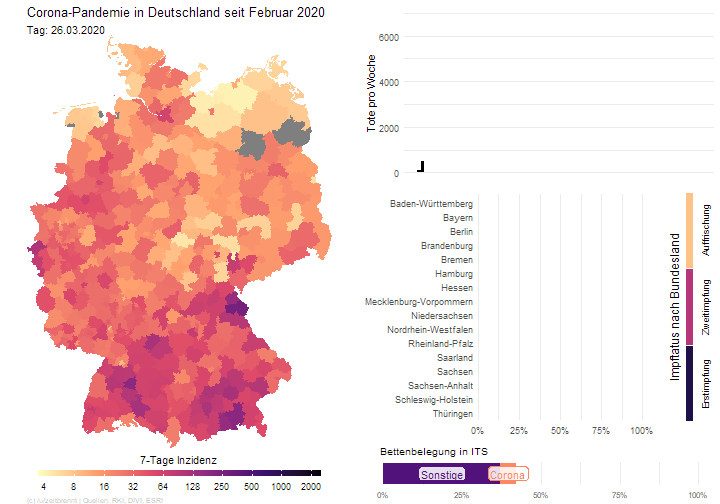 Corona-Pandemie in Deutschland seit Februar 2020
Tag: 26.03.2020
7-Tage Inzidenz
4 8 16 32 64 128 250 500 1000 2000
(c) /u/zeitbremt | Quellen: RKI, DIVI, ESRI
Tote pro Woche
6000
4000
2000
0
Baden-Württemberg
Bayern
Berlin
Brandenburg
Bremen
Hamburg
Hessen
Mecklenburg-Vorpommern
Niedersachsen
Nordrhein-Westfalen
Rheinland-Pfalz
Saarland
Sachsen
Sachsen-Anhalt
Schleswig-Holstein
Thüringen
0% 25% 50% 75% 100%
Impfstatus nach Bundesland
Auffrischung
Zweitimpfung
Erstimpfung
Bettenbelegung in ITS
Sonstige Corona
0% 25% 50% 75% 100%